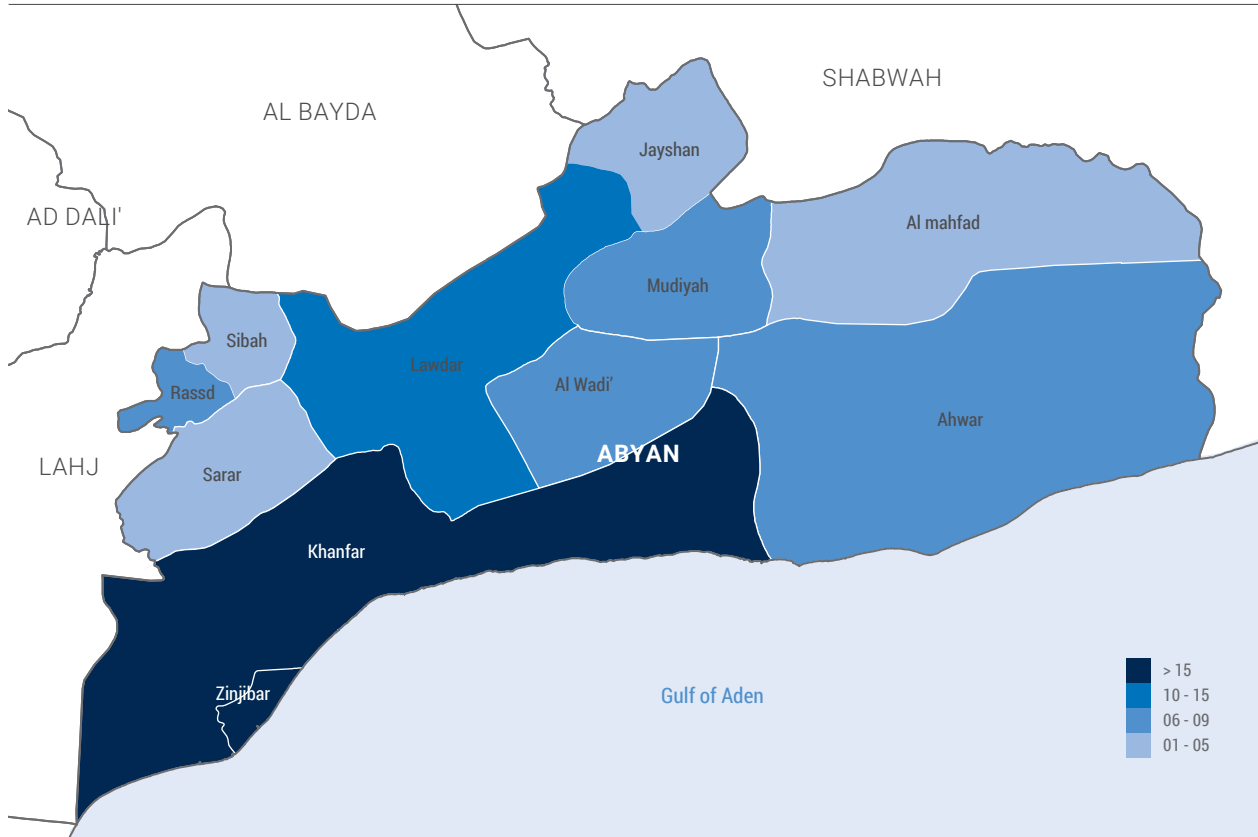 SHABWAH
AL BAYDA
Jayshan
AD DALI'
Al mahfad
Mudiyah
Sibah
Lawdar
Al Wadi'
Rassd
Ahwar
ABYAN
LAHJ
Sarar
Khanfar
Zinjibar
Gulf of Aden
> 15
10 - 15
06 - 09
01 - 05